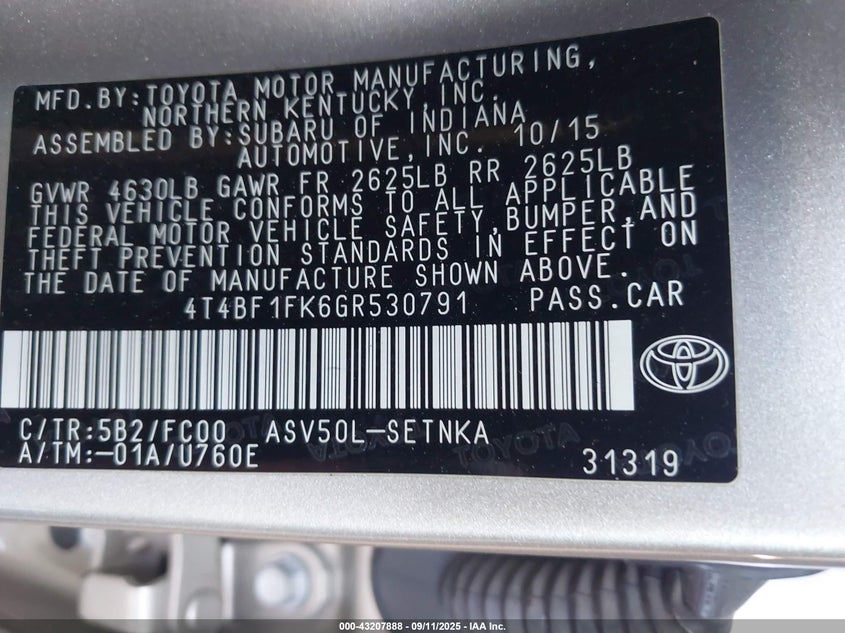 MFD.BY:TOYOTA MOTOR MANUFACTURING,
NORTHERN KENTUCKY,INC.
ASSEMBLED BY:SUBARU OF INDIANA
AUTOMOTIVE,INC. 10/15
GVWR 4630LB GAWR FR 2625LB RR 2625LB
THIS VEHICLE CONFORMS TO ALL APPLICABLE
FEDERAL MOTOR VEHICLE SAFETY,BUMPER,AND
THEFT PREVENTION STANDARDS IN EFFECT ON
THE DATE OF MANUFACTURE SHOWN ABOVE.
4T4BF1FK6GR530791 PASS.CAR
C/TR:5B2/FC00 ASV50L-SETNKA
A/TM:-01A/U760E 31319
000-43207888 - 09/11/2025 - IAA Inc.